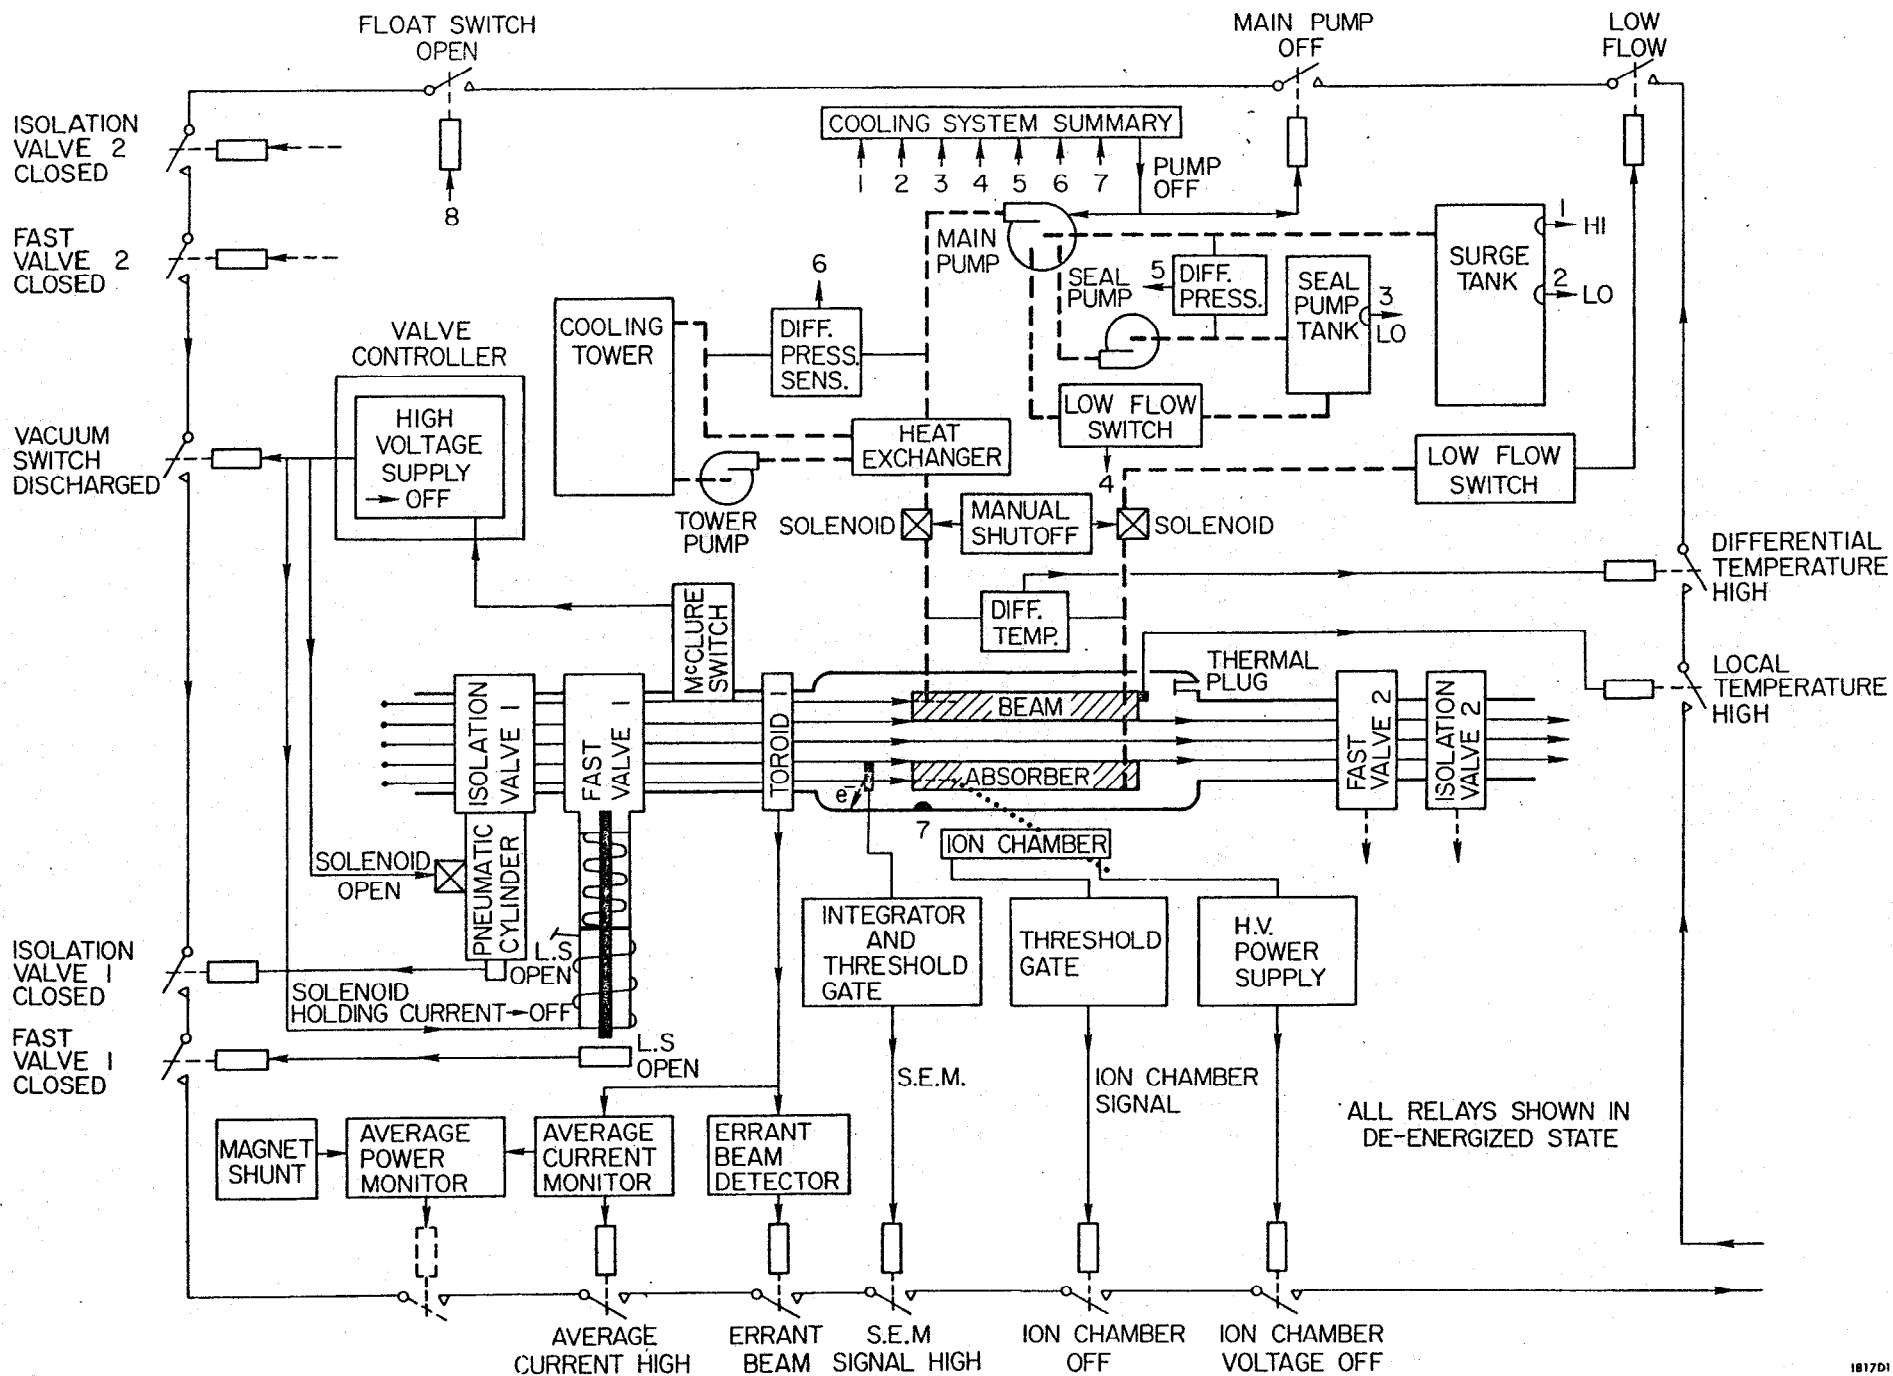 FLOAT SWITCH
OPEN
MAIN PUMP
OFF
LOW
FLOW
ISOLATION
VALVE 2
CLOSED
8
COOLING SYSTEM SUMMARY
1 2 3 4 5 6 7
PUMP
OFF
FAST
VALVE 2
CLOSED
MAIN
PUMP
SEAL
PUMP
5
DIFF.
PRESS.
SEAL
PUMP
TANK
3
LO
SURGE
TANK
1
HI
2
LO
6
DIFF.
PRESS.
SENS.
COOLING
TOWER
VALVE
CONTROLLER
HIGH
VOLTAGE
SUPPLY
OFF
VACUUM
SWITCH
DISCHARGED
HEAT
EXCHANGER
LOW FLOW
SWITCH
4
LOW FLOW
SWITCH
TOWER
PUMP
SOLENOID
MANUAL
SHUTOFF
SOLENOID
DIFFERENTIAL
TEMPERATURE
HIGH
DIFF.
TEMP.
McCLURE
SWITCH
THERMAL
PLUG
LOCAL
TEMPERATURE
HIGH
ISOLATION
VALVE 1
FAST
VALVE 1
TOROID 1
BEAM
ABSORBER
FAST
VALVE 2
ISOLATION
VALVE 2
e-
7
ION CHAMBER
SOLENOID
OPEN
PNEUMATIC
CYLINDER
L.S
OPEN
INTEGRATOR
AND
THRESHOLD
GATE
THRESHOLD
GATE
H.V.
POWER
SUPPLY
ISOLATION
VALVE 1
CLOSED
SOLENOID
HOLDING CURRENT OFF
FAST
VALVE 1
CLOSED
L.S
OPEN
S.E.M.
ION CHAMBER
SIGNAL
ALL RELAYS SHOWN IN
DE-ENERGIZED STATE
MAGNET
SHUNT
AVERAGE
POWER
MONITOR
AVERAGE
CURRENT
MONITOR
ERRANT
BEAM
DETECTOR
AVERAGE
CURRENT HIGH
ERRANT
BEAM
S.E.M
SIGNAL HIGH
ION CHAMBER
OFF
ION CHAMBER
VOLTAGE OFF
1817D1